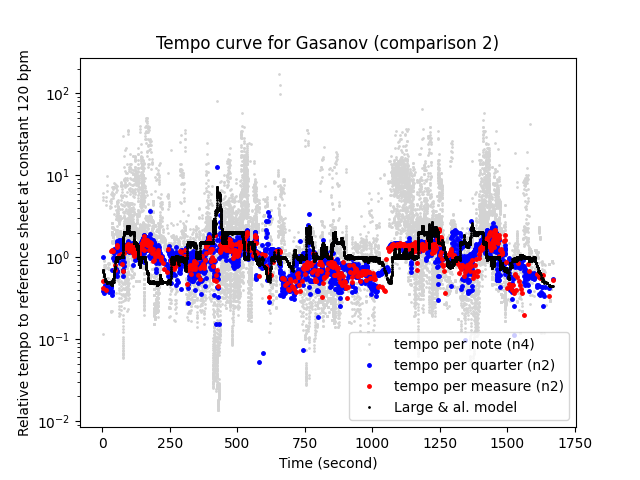 Tempo curve for Gasanov (comparison 2)
Relative tempo to reference sheet at constant 120 bpm
10²
10¹
10⁰
10⁻¹
10⁻²
tempo per note (n4)
tempo per quarter (n2)
tempo per measure (n2)
Large & al. model
0 250 500 750 1000 1250 1500 1750
Time (second)